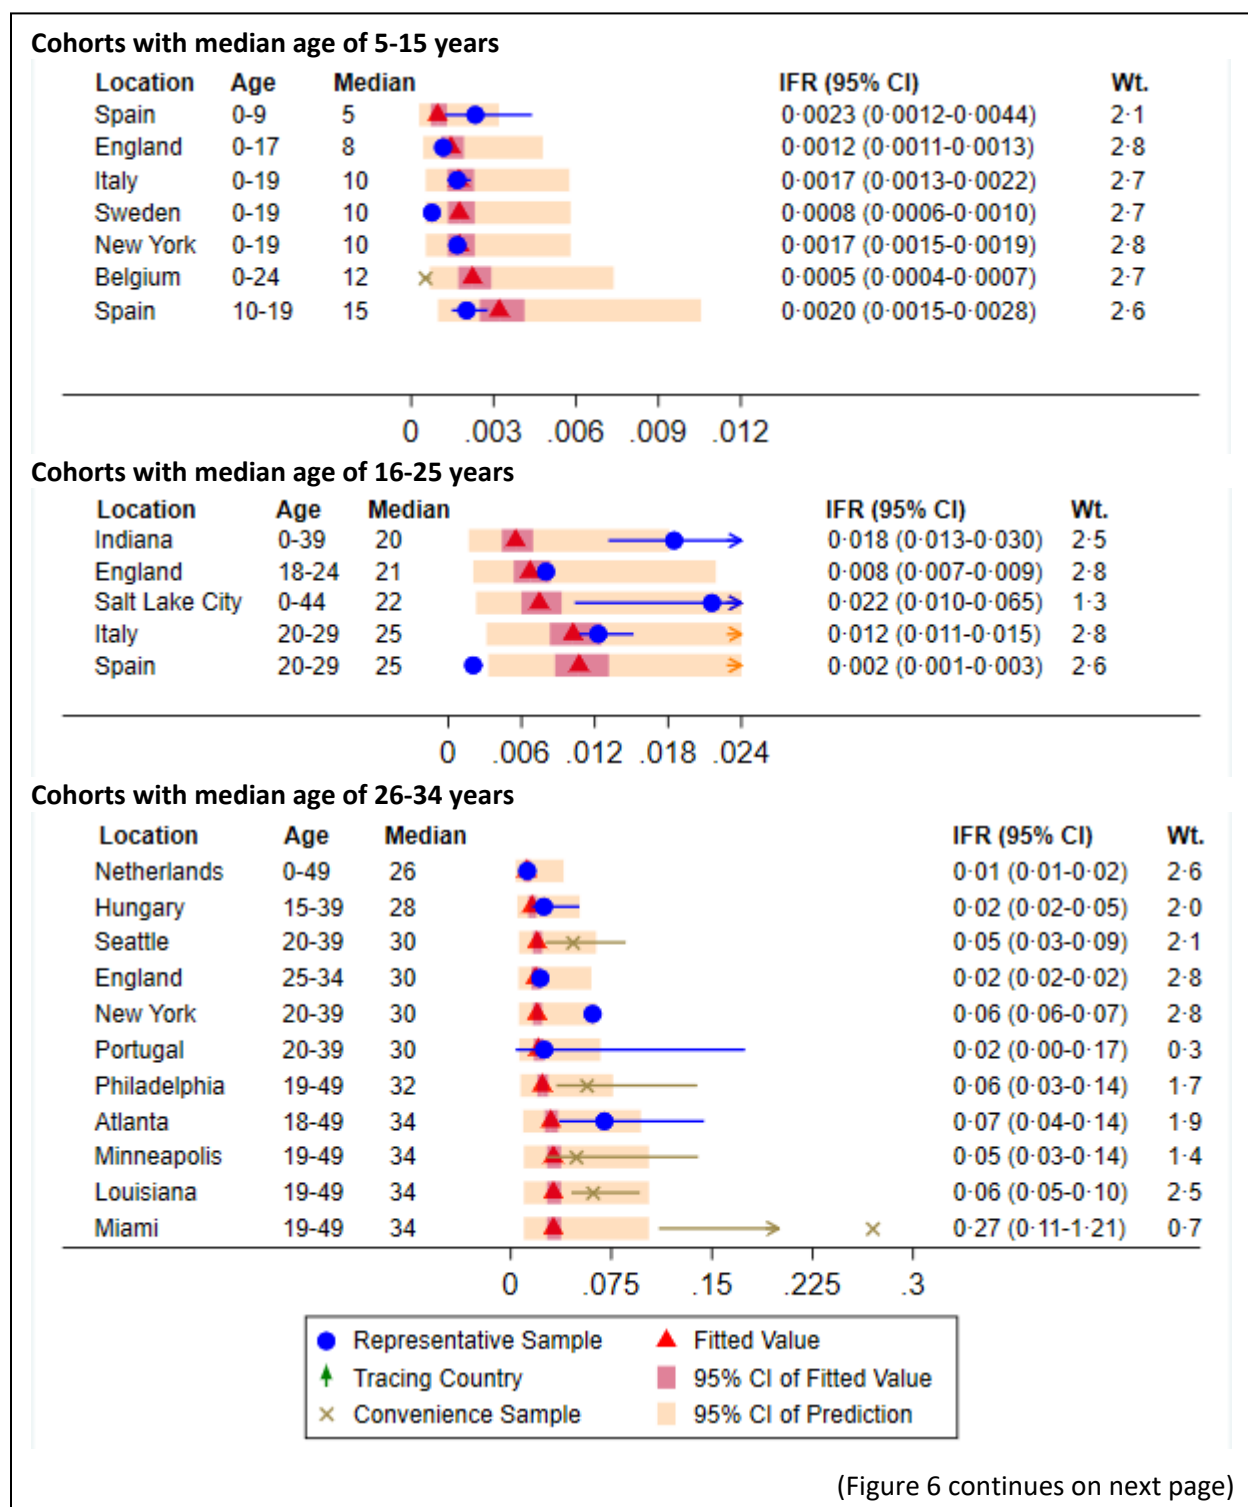 Cohorts with median age of 5-15 years
Location Age Median IFR (95% CI) Wt.
Spain 0-9 5 0·0023 (0·0012-0·0044) 2·1
England 0-17 8 0·0012 (0·0011-0·0013) 2·8
Italy 0-19 10 0·0017 (0·0013-0·0022) 2·7
Sweden 0-19 10 0·0008 (0·0006-0·0010) 2·7
New York 0-19 10 0·0017 (0·0015-0·0019) 2·8
Belgium 0-24 12 0·0005 (0·0004-0·0007) 2·7
Spain 10-19 15 0·0020 (0·0015-0·0028) 2·6
0 .003 .006 .009 .012
Cohorts with median age of 16-25 years
Location Age Median IFR (95% CI) Wt.
Indiana 0-39 20 0·018 (0·013-0·030) 2·5
England 18-24 21 0·008 (0·007-0·009) 2·8
Salt Lake City 0-44 22 0·022 (0·010-0·065) 1·3
Italy 20-29 25 0·012 (0·011-0·015) 2·8
Spain 20-29 25 0·002 (0·001-0·003) 2·6
0 .006 .012 .018 .024
Cohorts with median age of 26-34 years
Location Age Median IFR (95% CI) Wt.
Netherlands 0-49 26 0·01 (0·01-0·02) 2·6
Hungary 15-39 28 0·02 (0·02-0·05) 2·0
Seattle 20-39 30 0·05 (0·03-0·09) 2·1
England 25-34 30 0·02 (0·02-0·02) 2·8
New York 20-39 30 0·06 (0·06-0·07) 2·8
Portugal 20-39 30 0·02 (0·00-0·17) 0·3
Philadelphia 19-49 32 0·06 (0·03-0·14) 1·7
Atlanta 18-49 34 0·07 (0·04-0·14) 1·9
Minneapolis 19-49 34 0·05 (0·03-0·14) 1·4
Louisiana 19-49 34 0·06 (0·05-0·10) 2·5
Miami 19-49 34 0·27 (0·11-1·21) 0·7
0 .075 .15 .225 .3
Representative Sample Fitted Value
Tracing Country 95% CI of Fitted Value
Convenience Sample 95% CI of Prediction
(Figure 6 continues on next page)